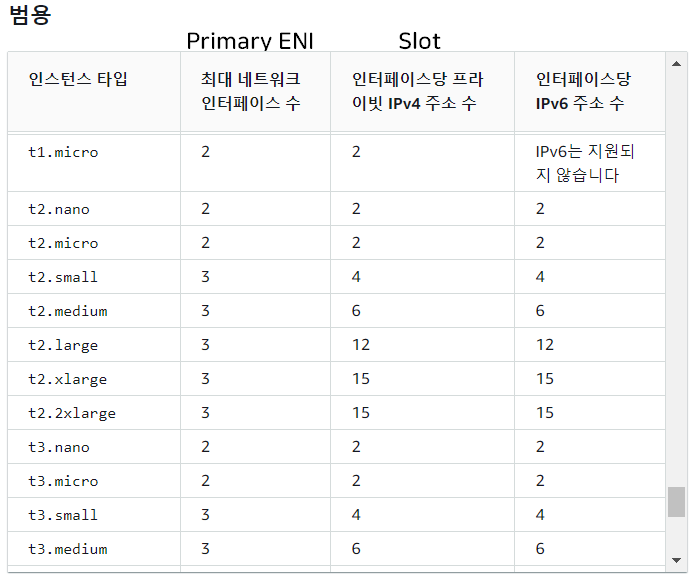 범용
Primary ENI Slot
인스턴스 타입 최대 네트워크 인터페이스당 프라 인터페이스당
인터페이스 수 이빗 IPv4 주소 수 IPv6 주소 수
t1.micro 2 2 IPv6는 지원되
지 않습니다
t2.nano 2 2 2
t2.micro 2 2 2
t2.small 3 4 4
t2.medium 3 6 6
t2.large 3 12 12
t2.xlarge 3 15 15
t2.2xlarge 3 15 15
t3.nano 2 2 2
t3.micro 2 2 2
t3.small 3 4 4
t3.medium 3 6 6